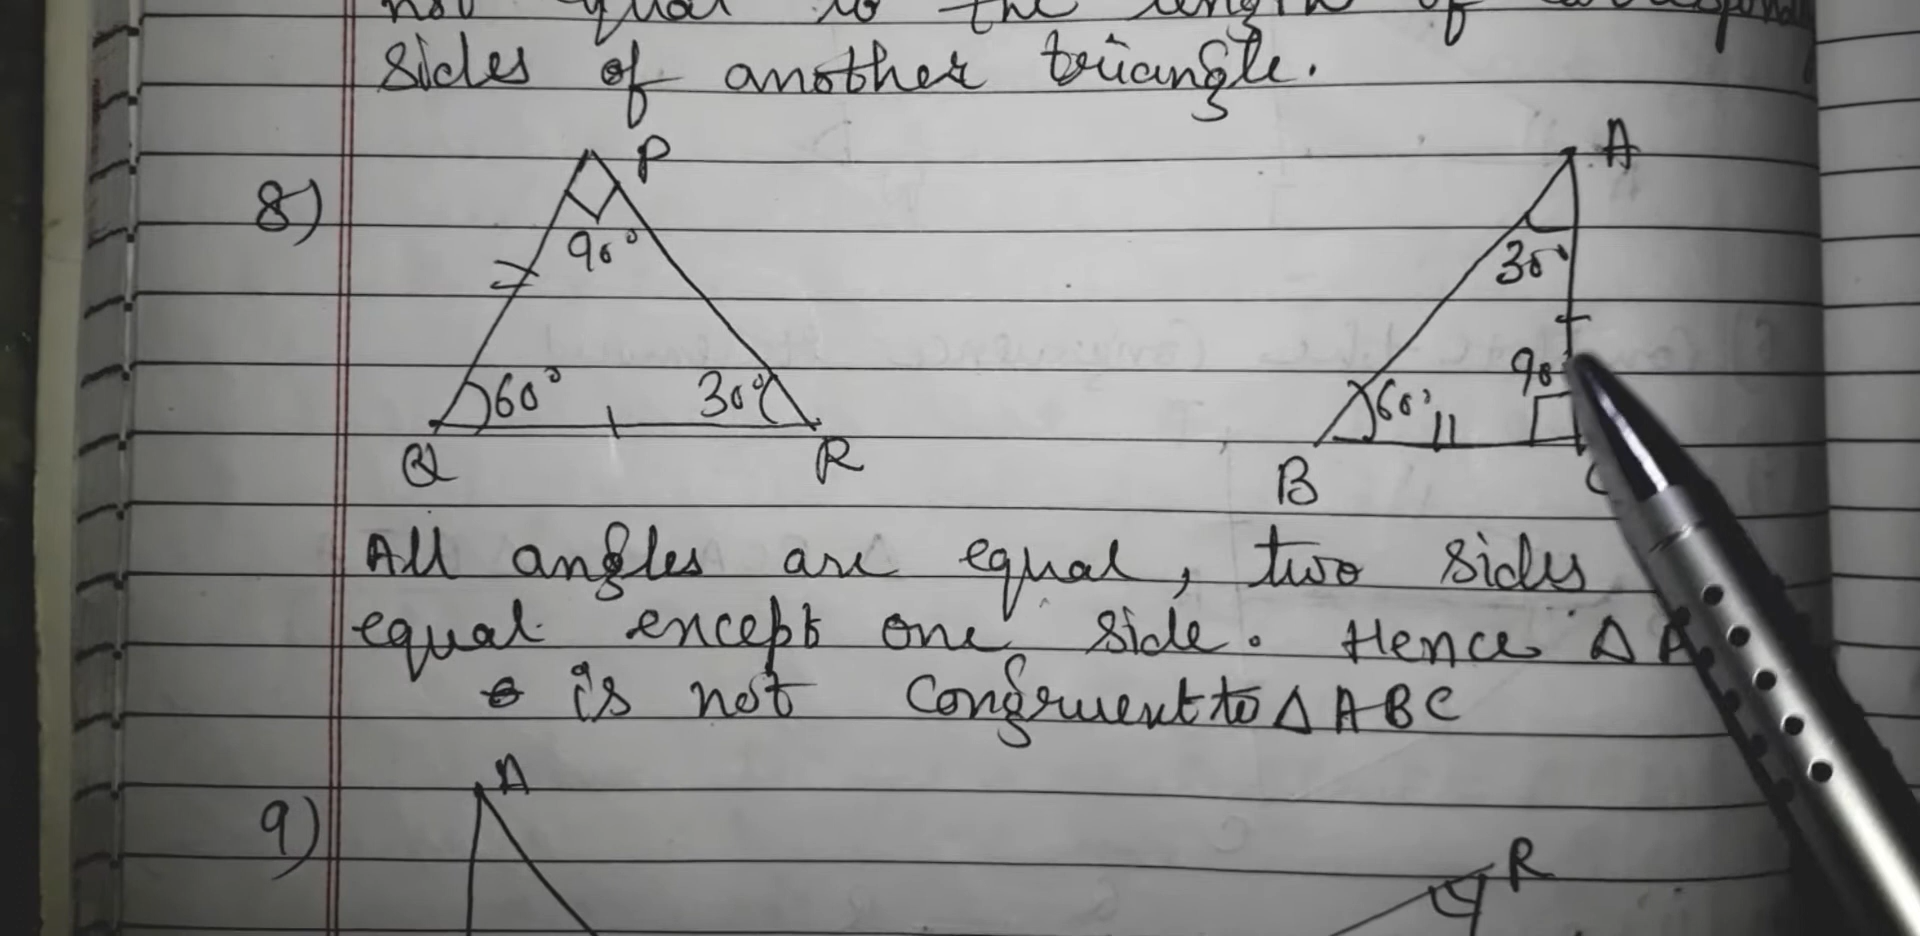 sides of another triangle.
8)
P
A
90°
30°
90
60°
30°
60°
Q
R
B
C
All angles are equal, two sides
equal except one side. Hence Δ
is not Congruent to Δ ABC
A
9)
R